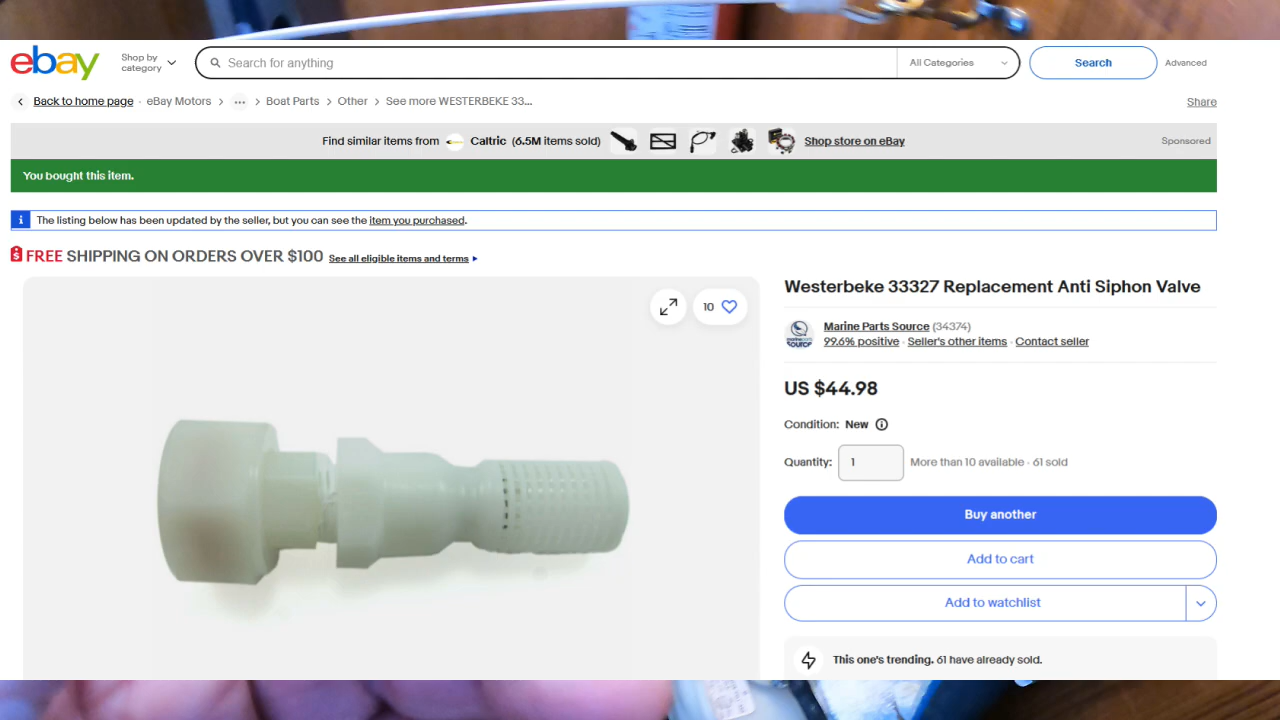 ebay
Shop by
category
Search for anything
All Categories
Search
Advanced
Back to home page · eBay Motors > ... > Boat Parts > Other > See more WESTERBEKE 33...
Share
Find similar items from Caltric (6.5M items sold) Shop store on eBay
Sponsored
You bought this item.
i The listing below has been updated by the seller, but you can see the item you purchased.
$ FREE SHIPPING ON ORDERS OVER $100 See all eligible items and terms
10
Westerbeke 33327 Replacement Anti Siphon Valve
Marine Parts Source (34374)
99.6% positive · Seller's other items · Contact seller
US $44.98
Condition: New
Quantity: 1 More than 10 available · 61 sold
Buy another
Add to cart
Add to watchlist
This one's trending. 61 have already sold.